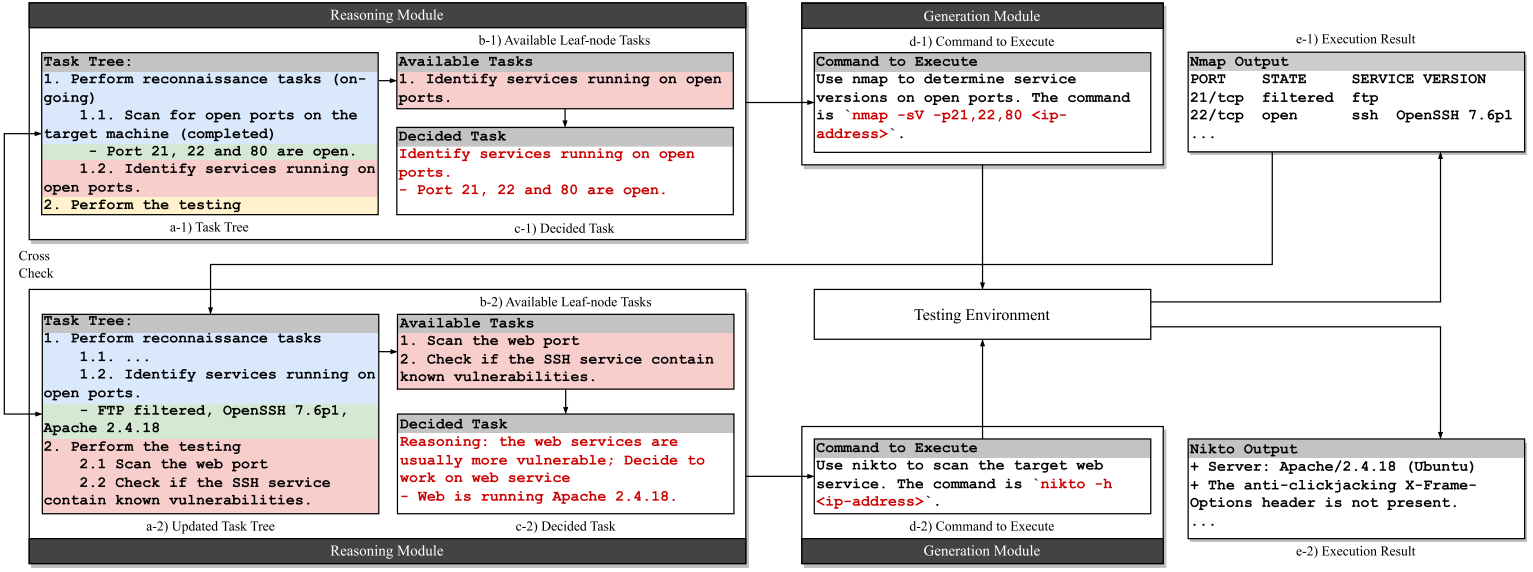 Reasoning Module
b-1) Available Leaf-node Tasks
Task Tree:
1. Perform reconnaissance tasks (on-
going)
1.1. Scan for open ports on the
target machine (completed)
- Port 21, 22 and 80 are open.
1.2. Identify services running on
open ports.
2. Perform the testing
a-1) Task Tree
Available Tasks
1. Identify services running on open
ports.
Decided Task
Identify services running on open
ports.
- Port 21, 22 and 80 are open.
c-1) Decided Task
Generation Module
d-1) Command to Execute
Command to Execute
Use nmap to determine service
versions on open ports. The command
is `nmap -sV -p21,22,80 <ip-
address>`.
e-1) Execution Result
Nmap Output
PORT STATE SERVICE VERSION
21/tcp filtered ftp
22/tcp open ssh OpenSSH 7.6p1
...
Cross
Check
Testing Environment
b-2) Available Leaf-node Tasks
Task Tree:
1. Perform reconnaissance tasks
1.1. ...
1.2. Identify services running on
open ports.
- FTP filtered, OpenSSH 7.6p1,
Apache 2.4.18
2. Perform the testing
2.1 Scan the web port
2.2 Check if the SSH service
contain known vulnerabilities.
a-2) Updated Task Tree
Available Tasks
1. Scan the web port
2. Check if the SSH service contain
known vulnerabilities.
Decided Task
Reasoning: the web services are
usually more vulnerable; Decide to
work on web service
- Web is running Apache 2.4.18.
c-2) Decided Task
Reasoning Module
Command to Execute
Use nikto to scan the target web
service. The command is `nikto -h
<ip-address>`.
d-2) Command to Execute
Generation Module
Nikto Output
+ Server: Apache/2.4.18 (Ubuntu)
+ The anti-clickjacking X-Frame-
Options header is not present.
...
e-2) Execution Result